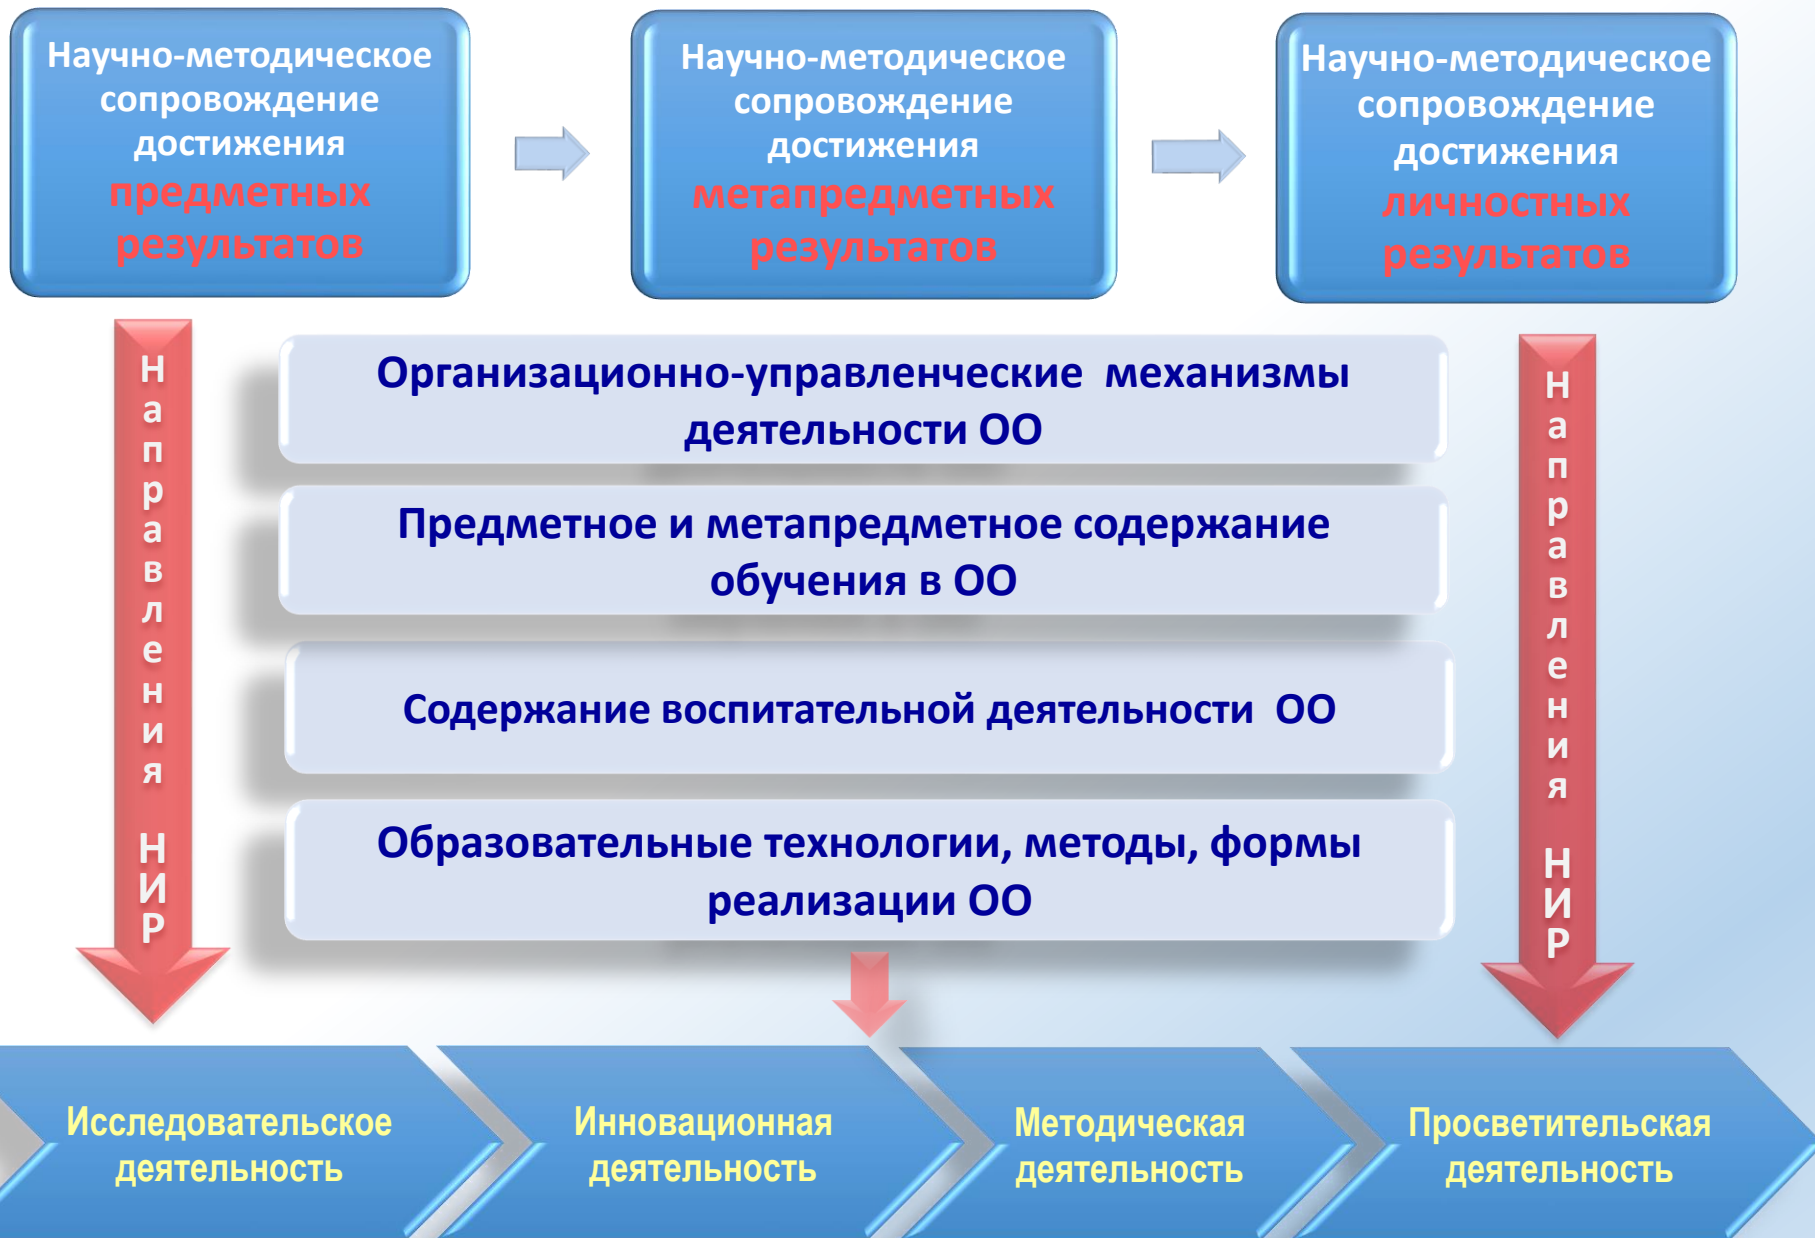 Научно-методическое
сопровождение
достижения
предметных
результатов
Научно-методическое
сопровождение
достижения
метапредметных
результатов
Научно-методическое
сопровождение
достижения
личностных
результатов
Направления НИР
Организационно-управленческие механизмы
деятельности ОО
Предметное и метапредметное содержание
обучения в ОО
Содержание воспитательной деятельности ОО
Образовательные технологии, методы, формы
реализации ОО
Направления НИР
Исследовательское
деятельность
Инновационная
деятельность
Методическая
деятельность
Просветительская
деятельность